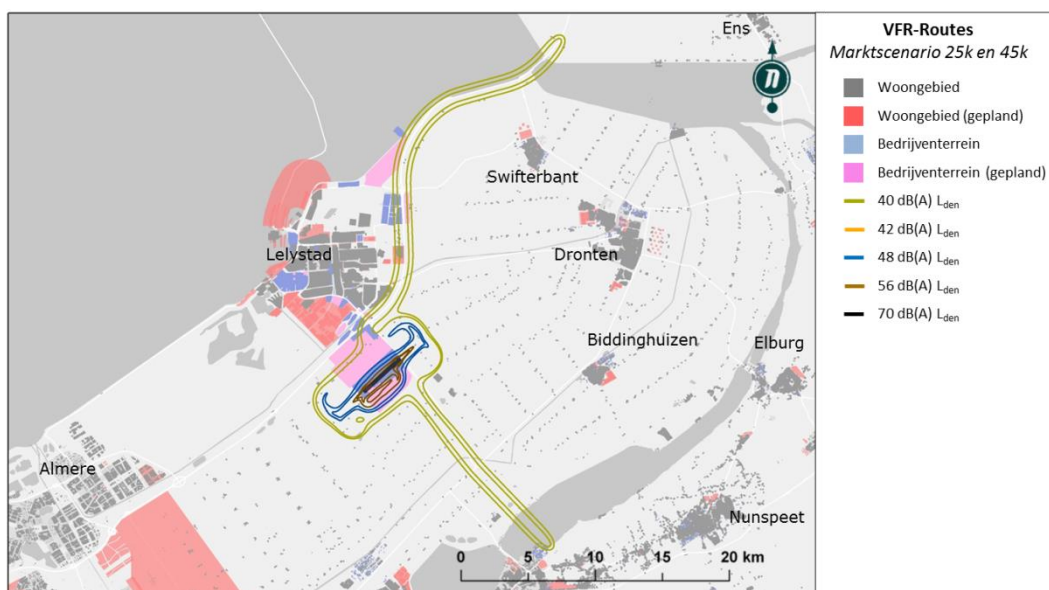 Ens
Swifterbant
Lelystad
Dronten
Biddinghuizen
Elburg
Almere
Nunspeet
0 5 10 15 20 km
n
VFR-Routes
Marktscenario 25k en 45k
Woongebied
Woongebied (gepland)
Bedrijventerrein
Bedrijventerrein (gepland)
40 dB(A) Lden
42 dB(A) Lden
48 dB(A) Lden
56 dB(A) Lden
70 dB(A) Lden